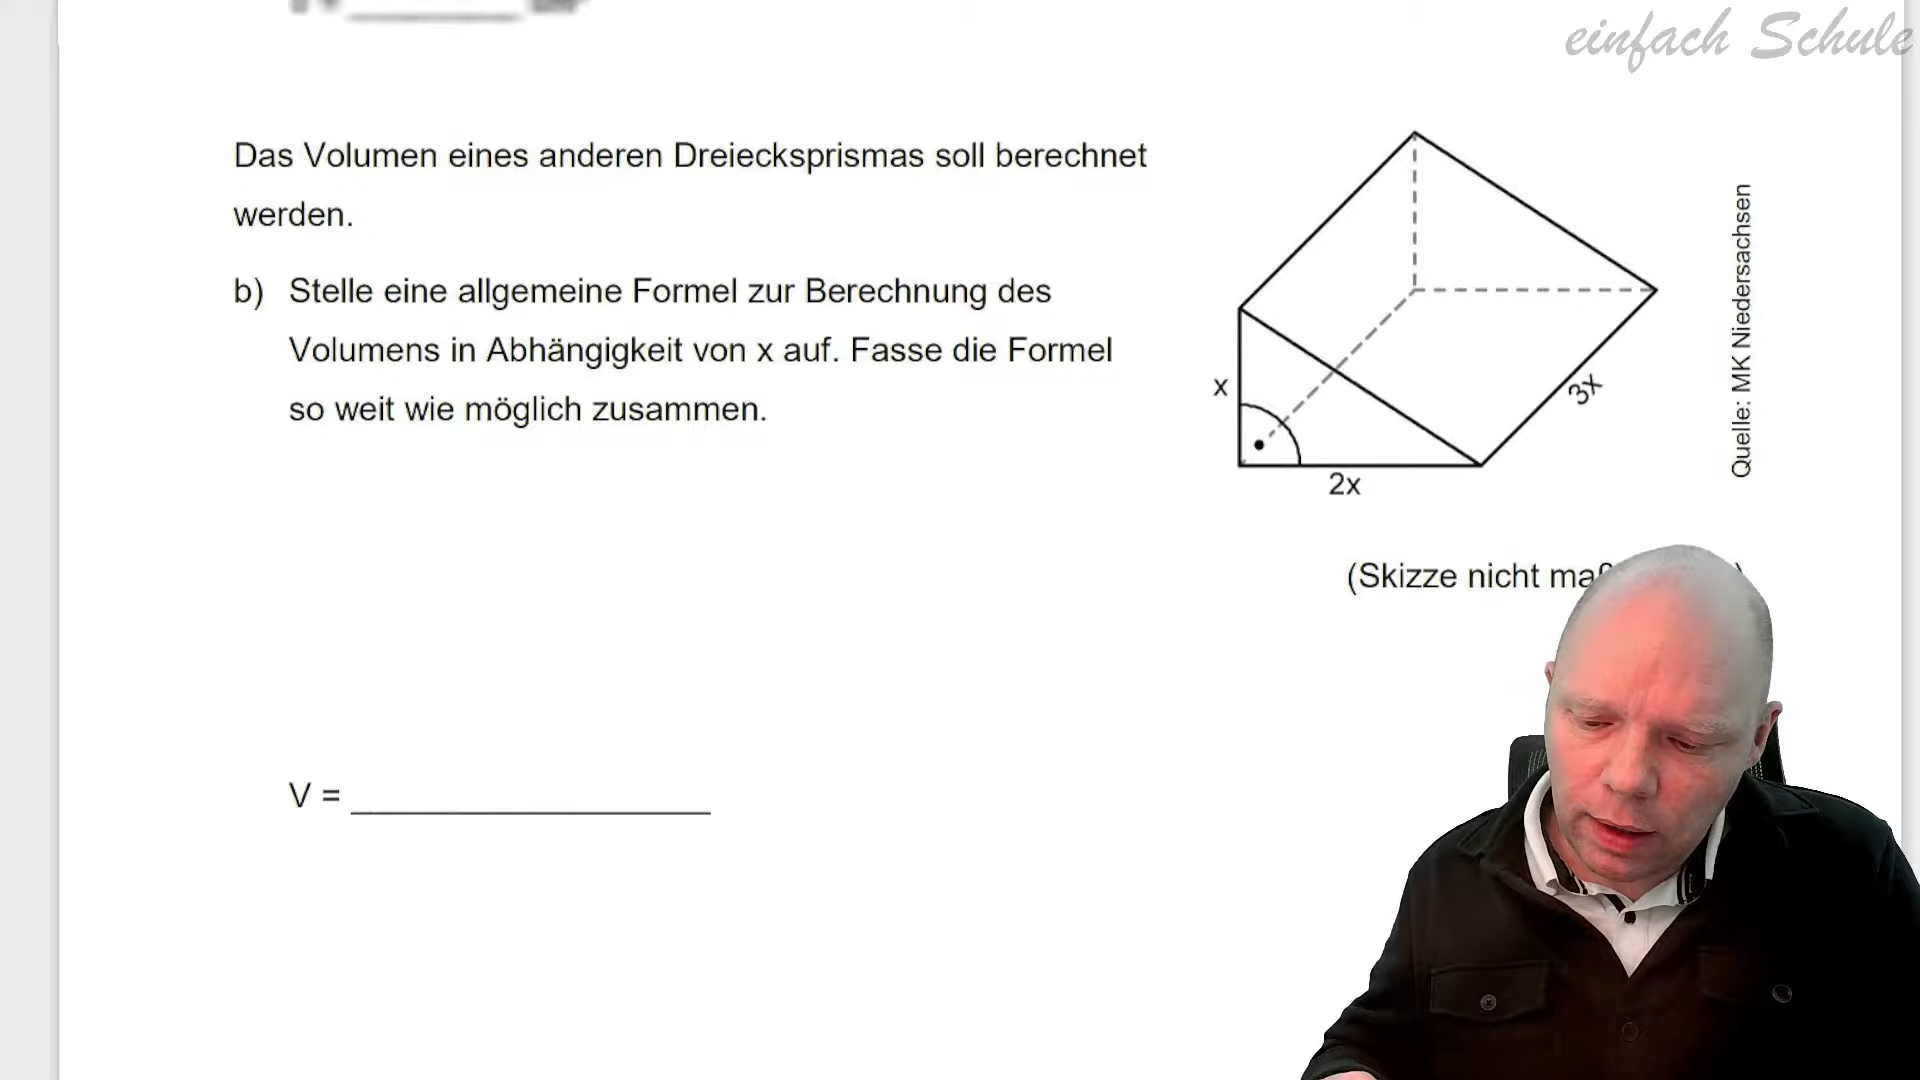 einfach Schule
Das Volumen eines anderen Dreiecksprismas soll berechnet
werden.
b) Stelle eine allgemeine Formel zur Berechnung des
Volumens in Abhängigkeit von x auf. Fasse die Formel
so weit wie möglich zusammen.
x
2x
3x
Quelle: MK Niedersachsen
(Skizze nicht
V =